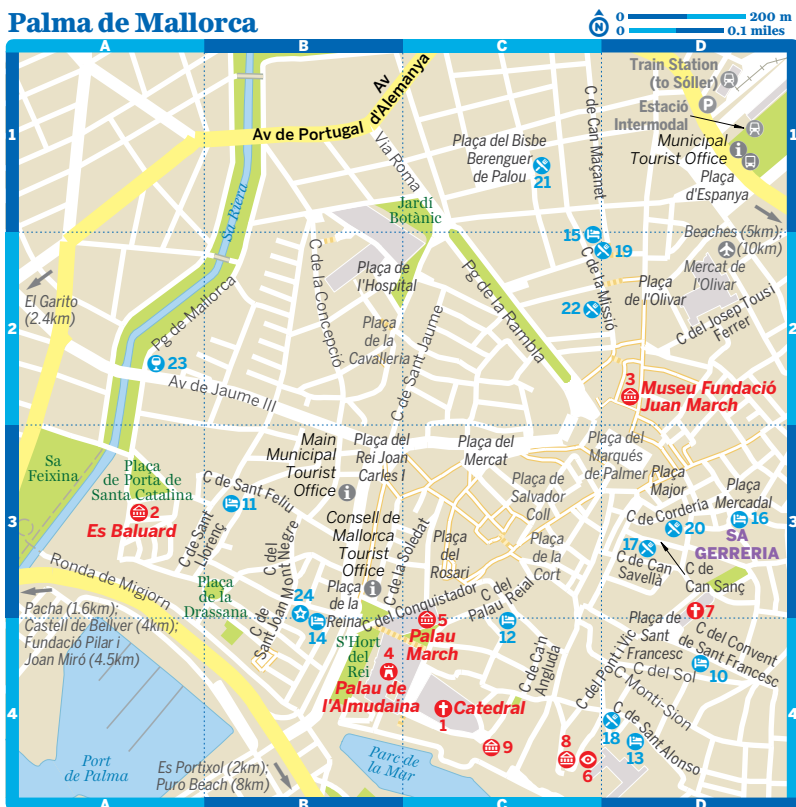 Palma de Mallorca
N
0 200 m
0 0.1 miles
A
B
C
D
1
1
Av
d'Alemanya
Av de Portugal
Via Roma
Plaça del Bisbe
Berenguer
de Palou
21
C de Can Maçanet
Train Station
(to Sóller)
P
Estació
Intermodal
Municipal
Tourist Office
i
Plaça
d'Espanya
Sa Riera
Jardí
Botànic
2
2
15
19
Beaches (5km);
(10km)
Mercat de
l'Olivar
El Garito
(2.4km)
Plaça de
l'Hospital
C de la Concepció
Pg de Mallorca
Pg de la Rambla
C de la Missió
Plaça
de l'Olivar
22
C del Josep Tousi
Ferrer
Plaça
de la
Cavalleria
C de Sant Jaume
23
Av de Jaume III
3
Museu Fundació
Juan March
3
3
Sa
Feixina
Plaça
de Porta de
Santa Catalina
2
Es Baluard
C de Sant Feliu
11
Main
Municipal
Tourist
Office
i
Plaça del
Rei Joan
Carles I
Plaça del
Mercat
Plaça del
Marqués
de Palmer
Plaça
Major
Plaça
Mercadal
16
Plaça de
Salvador
Coll
C de Cordería
20
SA
GERRERIA
17
C de Can
Savellà
C de
Can Sanç
C de Sant
Llorenç
Consell de
Mallorca
Tourist
Office
i
C de la Soledat
Plaça
del
Rosari
Plaça
de la
Cort
C del
Sant Joan Mont Negre
C de
Ronda de Migjorn
Plaça
de la
Drassana
24
14
Plaça
de la
Reina
C del Conquistador
C del
Palau Reial
12
5
Palau
March
7
Plaça de
Sant
Francesc
C del Convent
de Sant Francesc
Pacha (1.6km);
Castell de Bellver (4km);
Fundació Pilar i
Joan Miró (4.5km)
S'Hort
del
Rei
4
Palau de
l'Almudaina
C de Ca'n
Angluda
C del Pont i Vic
C del Sol
10
C Monti-Sion
4
4
Catedral
1
9
8
6
18
13
C de Sant Alonso
Port
de Palma
Es Portixol (2km);
Puro Beach (8km)
Parc de
la Mar
A
B
C
D